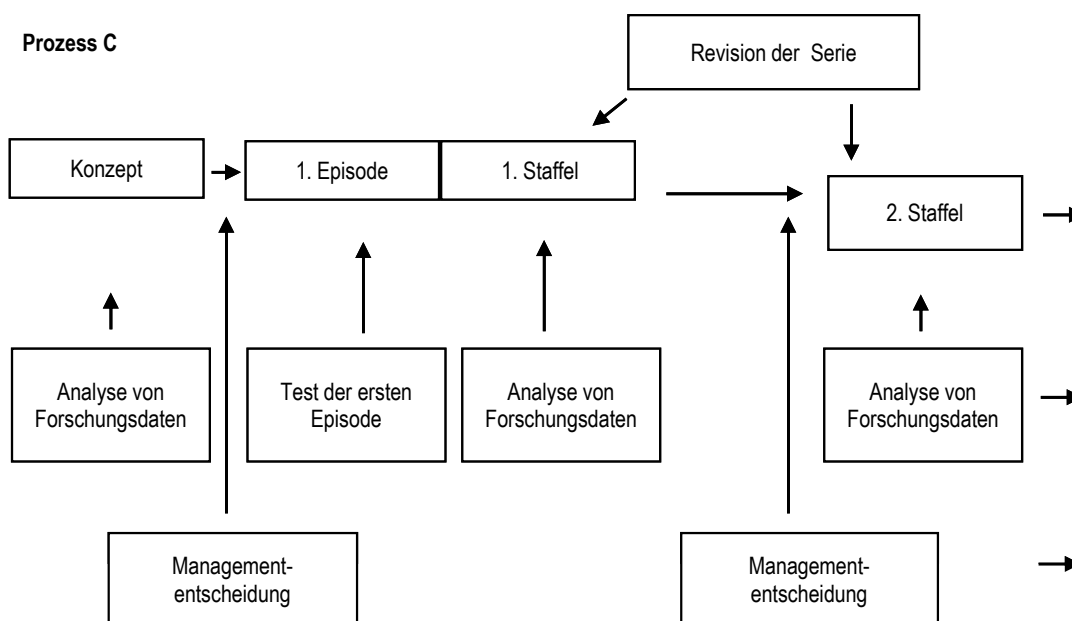 Prozess C
Revision der Serie
Konzept
1. Episode
1. Staffel
2. Staffel
Analyse von
Forschungsdaten
Test der ersten
Episode
Analyse von
Forschungsdaten
Analyse von
Forschungsdaten
Management-
entscheidung
Management-
entscheidung